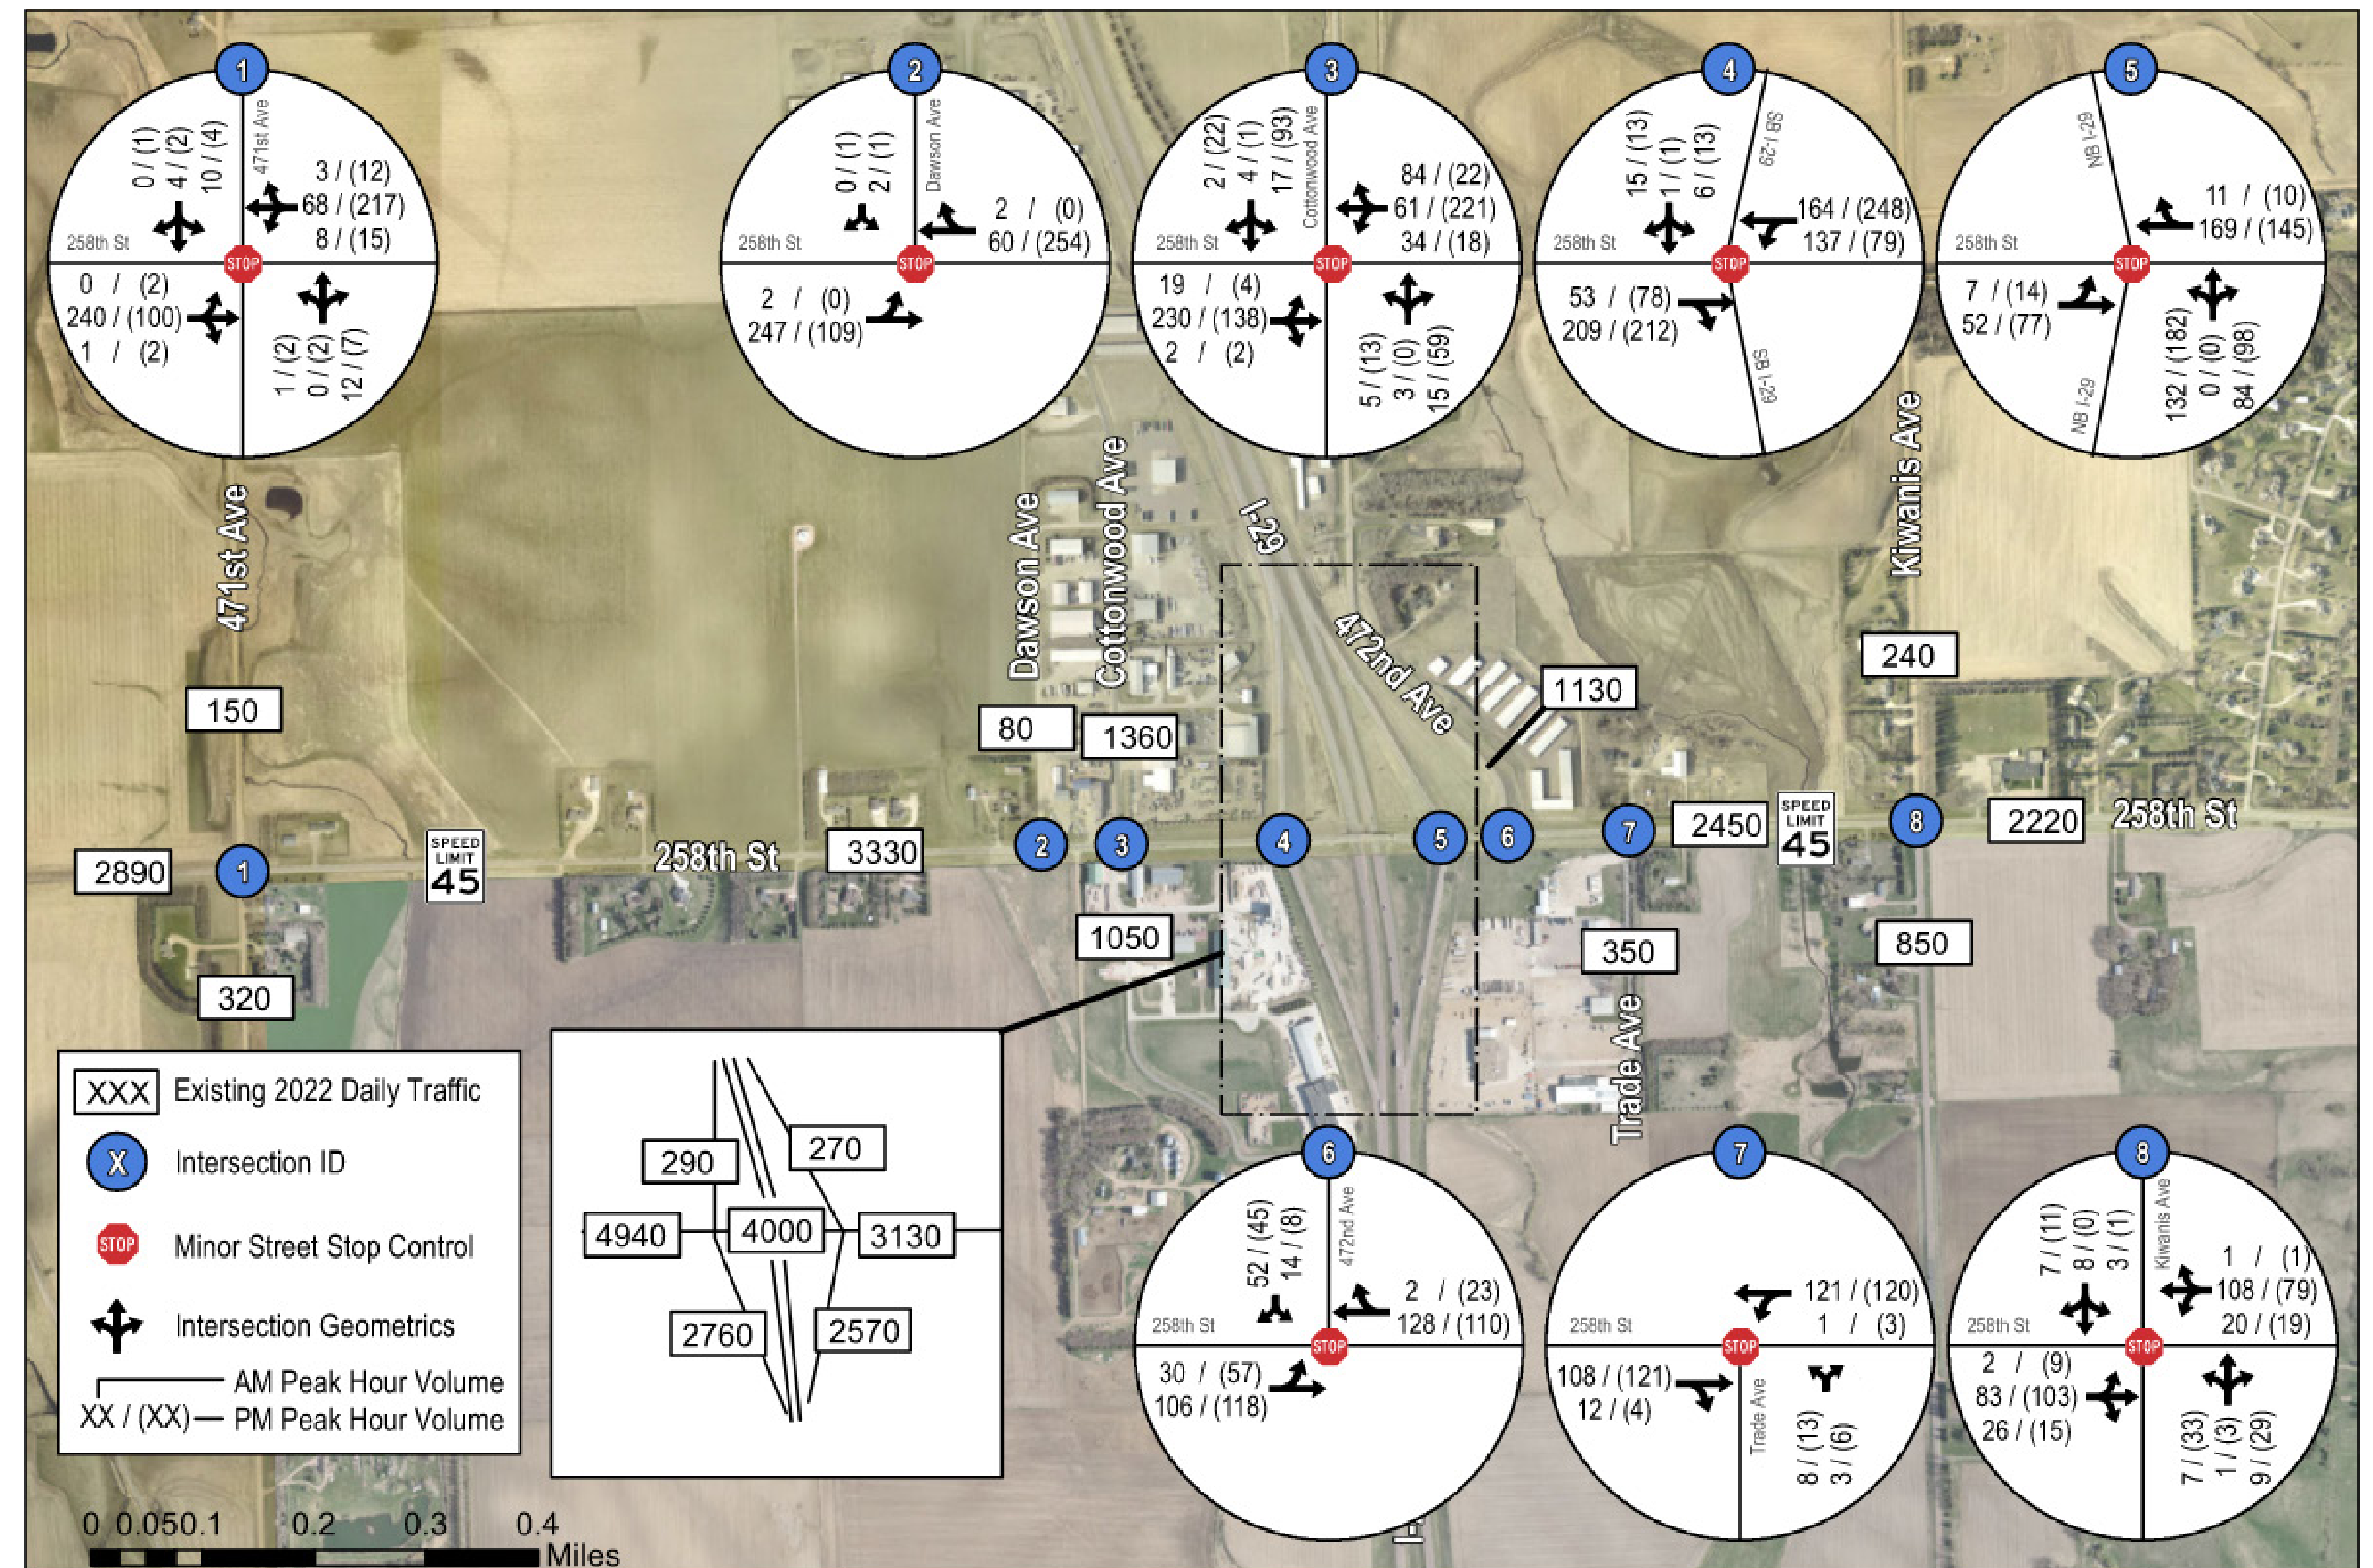 1
471st Ave
0 / (1)
4 / (2)
10 / (4)
3 / (12)
68 / (217)
8 / (15)
258th St
STOP
0 / (2)
240 / (100)
1 / (2)
1 / (2)
0 / (2)
12 / (7)
2
Dawson Ave
0 / (1)
2 / (1)
2 / (0)
60 / (254)
258th St
STOP
2 / (0)
247 / (109)
3
Cottonwood Ave
2 / (22)
4 / (1)
17 / (93)
84 / (22)
61 / (221)
34 / (18)
258th St
STOP
19 / (4)
230 / (138)
2 / (2)
5 / (13)
3 / (0)
15 / (59)
4
SB I-29
15 / (13)
1 / (1)
6 / (13)
164 / (248)
137 / (79)
258th St
STOP
53 / (78)
209 / (212)
SB I-29
5
NB I-29
11 / (10)
169 / (145)
258th St
STOP
7 / (14)
52 / (77)
NB I-29
132 / (182)
0 / (0)
84 / (98)
471st Ave
Dawson Ave
Cottonwood Ave
I-29
472nd Ave
Kiwanis Ave
150
80
1360
1130
240
2890
1
SPEED
LIMIT
45
258th St
3330
2
3
4
5
6
7
2450
SPEED
LIMIT
45
8
2220
258th St
320
1050
350
850
Trade Ave
XXX Existing 2022 Daily Traffic
X Intersection ID
STOP Minor Street Stop Control
Intersection Geometrics
AM Peak Hour Volume
XX / (XX) PM Peak Hour Volume
290
270
4940
4000
3130
2760
2570
6
472nd Ave
52 / (45)
14 / (8)
2 / (23)
128 / (110)
258th St
STOP
30 / (57)
106 / (118)
7
121 / (120)
1 / (3)
258th St
STOP
108 / (121)
12 / (4)
Trade Ave
8 / (13)
3 / (6)
8
Kiwanis Ave
7 / (11)
8 / (0)
3 / (1)
1 / (1)
108 / (79)
20 / (19)
258th St
STOP
2 / (9)
83 / (103)
26 / (15)
7 / (33)
1 / (3)
9 / (29)
0 0.05 0.1 0.2 0.3 0.4
Miles